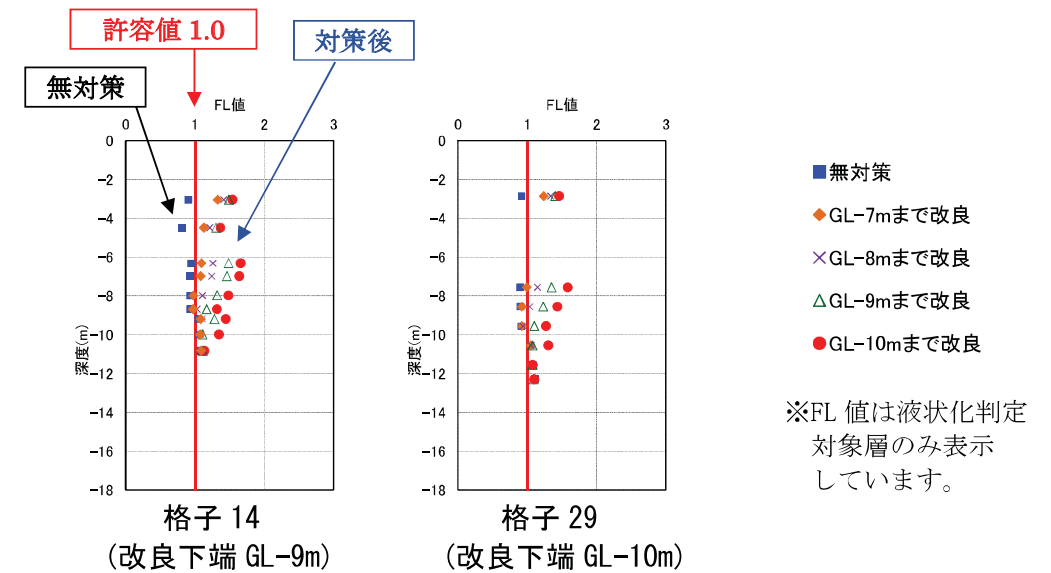 許容値 1.0
対策後
無対策
FL値
0 1 2 3
0
-2
-4
-6
-8
-10
-12
-14
-16
-18
深度(m)
格子 14
(改良下端 GL-9m)
FL値
0 1 2 3
0
-2
-4
-6
-8
-10
-12
-14
-16
-18
深度(m)
格子 29
(改良下端 GL-10m)
無対策
GL-7mまで改良
GL-8mまで改良
GL-9mまで改良
GL-10mまで改良
※FL 値は液状化判定
対象層のみ表示
しています。